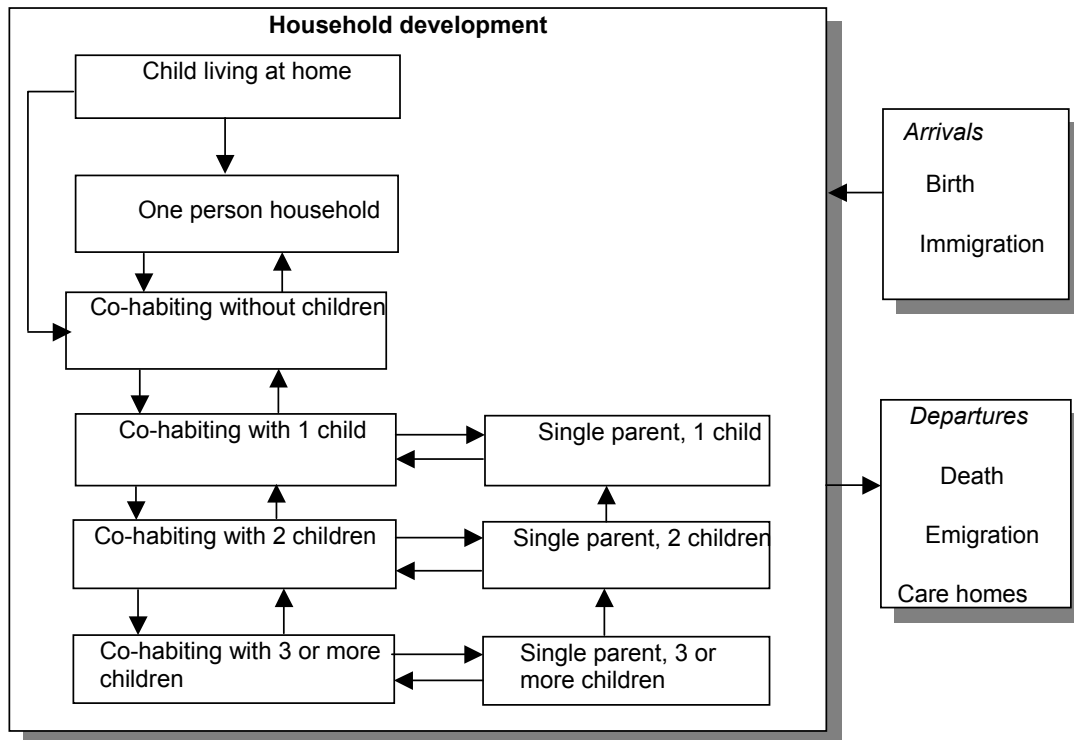 Household development
Child living at home
One person household
Co-habiting without children
Co-habiting with 1 child
Single parent, 1 child
Co-habiting with 2 children
Single parent, 2 children
Co-habiting with 3 or more
children
Single parent, 3 or
more children
Arrivals
Birth
Immigration
Departures
Death
Emigration
Care homes